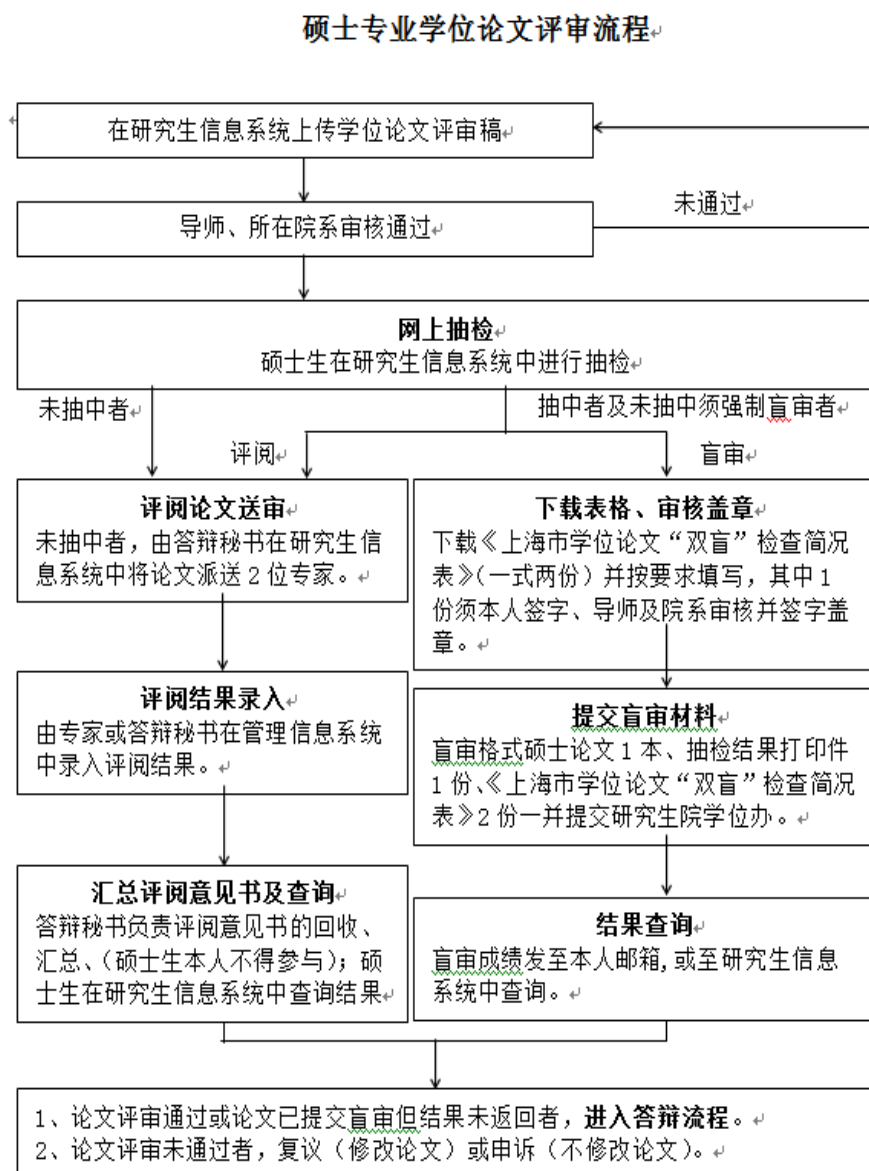 硕士专业学位论文评审流程
在研究生信息系统上传学位论文评审稿
未通过
导师、所在院系审核通过
网上抽检
硕士生在研究生信息系统中进行抽检
未抽中者
抽中者及未抽中须强制盲审者
评阅
盲审
评阅论文送审
未抽中者，由答辩秘书在研究生信
息系统中将论文派送2位专家。
下载表格、审核盖章
下载《上海市学位论文“双盲”检查简况
表》（一式两份）并按要求填写，其中1
份须本人签字、导师及院系审核并签字盖
章。
评阅结果录入
由专家或答辩秘书在管理信息系统
中录入评阅结果。
提交盲审材料
盲审格式硕士论文1本、抽检结果打印件
1份、《上海市学位论文“双盲”检查简况
表》2份一并提交研究生院学位办。
汇总评阅意见书及查询
答辩秘书负责评阅意见书的回收、
汇总、（硕士生本人不得参与）；硕
士生在研究生信息系统中查询结果
结果查询
盲审成绩发至本人邮箱,或至研究生信息
系统中查询。
1、论文评审通过或论文已提交盲审但结果未返回者，进入答辩流程。
2、论文评审未通过者，复议（修改论文）或申诉（不修改论文）。